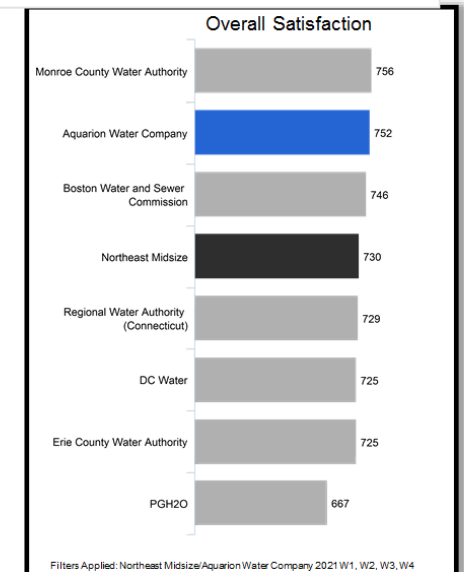 Overall Satisfaction
Monroe County Water Authority 756
Aquarion Water Company 752
Boston Water and Sewer
Commission 746
Northeast Midsize 730
Regional Water Authority
(Connecticut) 729
DC Water 725
Erie County Water Authority 725
PGH2O 667
Filters Applied: Northeast Midsize/Aquarion Water Company 2021 W1, W2, W3, W4